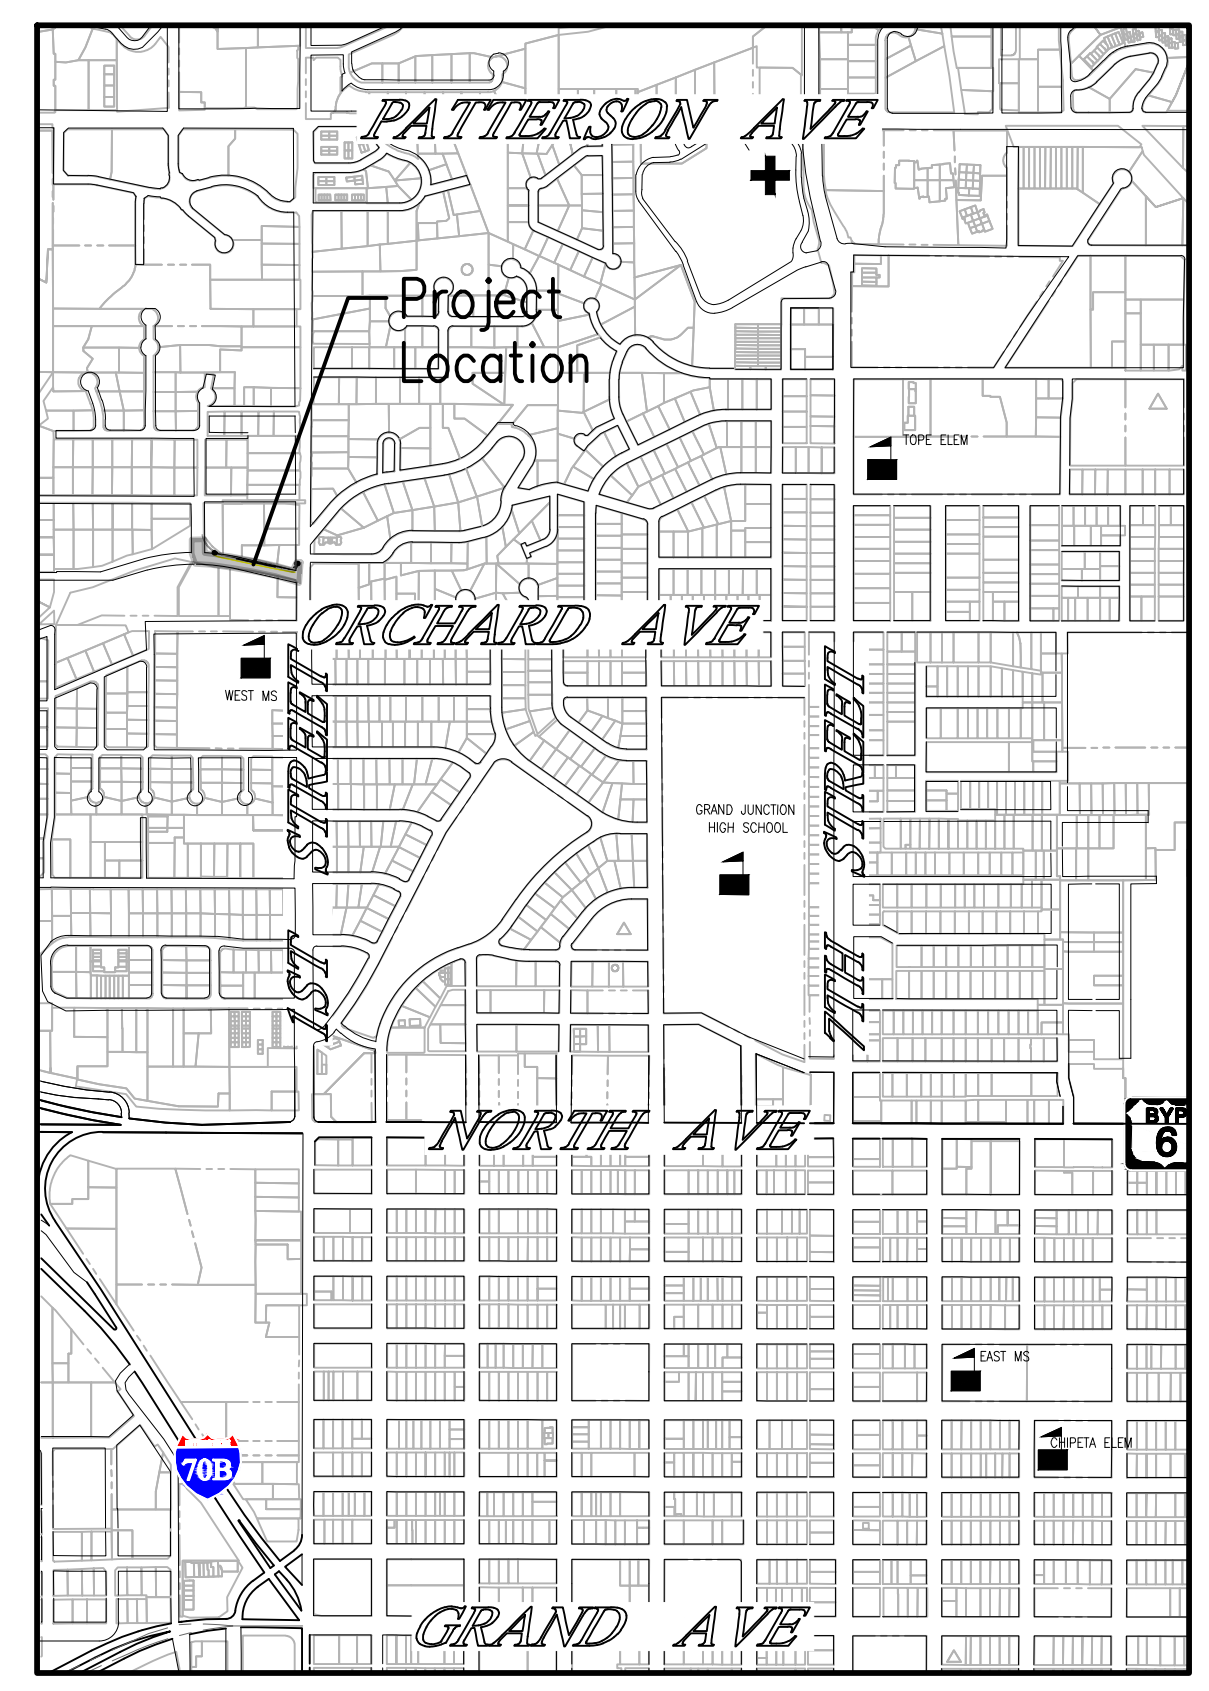 PATTERSON AVE
Project
Location
TOPE ELEM
ORCHARD AVE
WEST MS
1ST STREET
7TH STREET
GRAND JUNCTION
HIGH SCHOOL
NORTH AVE
BYP
6
EAST MS
CHIPETA ELEM
70B
GRAND AVE